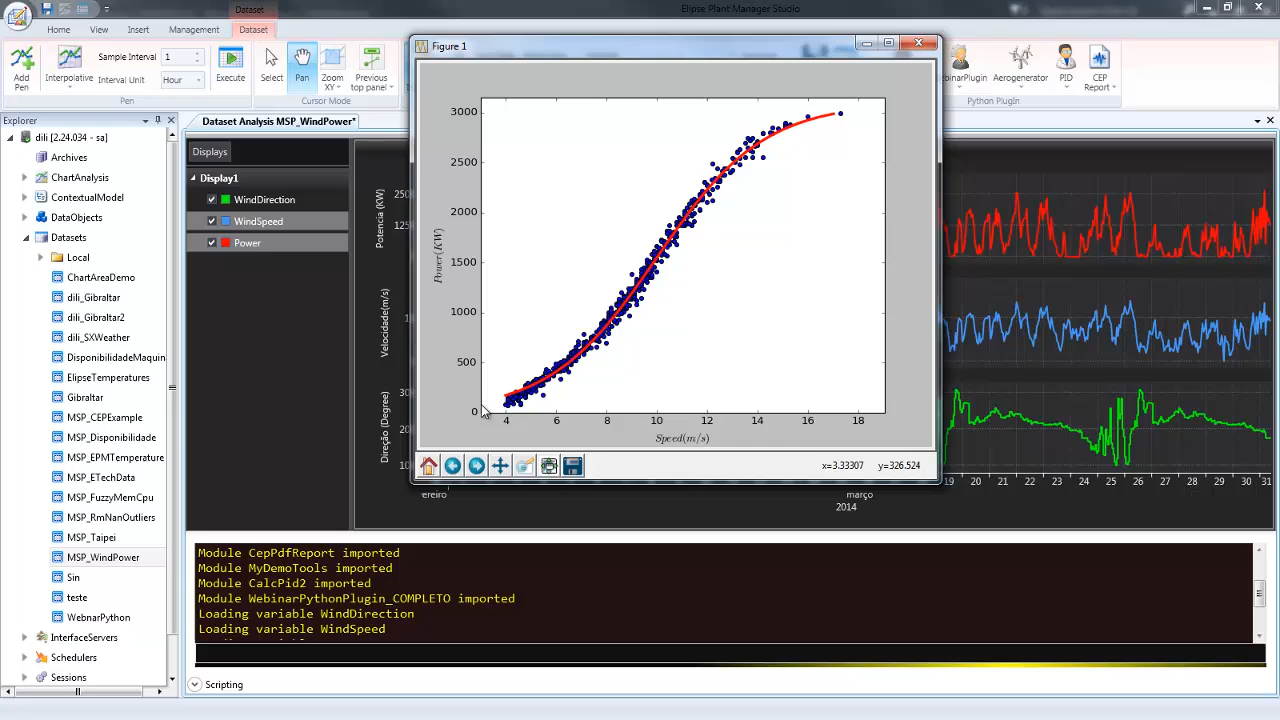 Dataset
Elipse Plant Manager Studio
Home View Insert Management Dataset
Add Pen
Interpolative
Sample Interval 1
Interval Unit Hour
Execute
Select
Pan
Zoom XY
Previous top panel
Pen
Cursor Mode
Aerogenerator
PID
CEP Report
Python PlugIn
Explorer
Dataset Analysis MSP_WindPower*
dili [2.24.034 - sa]
Archives
ChartAnalysis
ContextualModel
DataObjects
Datasets
Local
ChartAreaDemo
dili_Gibraltar
dili_Gibraltar2
dili_SXWeather
DisponibilidadeMaquin
ElipseTemperatures
Gibraltar
MSP_CEPExample
MSP_Disponibilidade
MSP_EPMTemperature
MSP_ETechData
MSP_FuzzyMemCpu
MSP_RmNanOutliers
MSP_Taipei
MSP_WindPower
Sin
teste
WebnarPython
InterfaceServers
Schedulers
Sessions
Displays
Display1
WindDirection
WindSpeed
Power
Potencia (KW)
Velocidade(m/s)
Direção (Degree)
Figure 1
3000
2500
2000
1500
1000
500
0
Power(KW)
4 6 8 10 12 14 16 18
Speed(m/s)
x=3.33307 y=326.524
19 20 21 22 23 24 25 26 27 28 29 30 31
ereiro
março
2014
Module CepPdfReport imported
Module MyDemoTools imported
Module CalcPid2 imported
Module WebinarPythonPlugin_COMPLETO imported
Loading variable WindDirection
Loading variable WindSpeed
Scripting